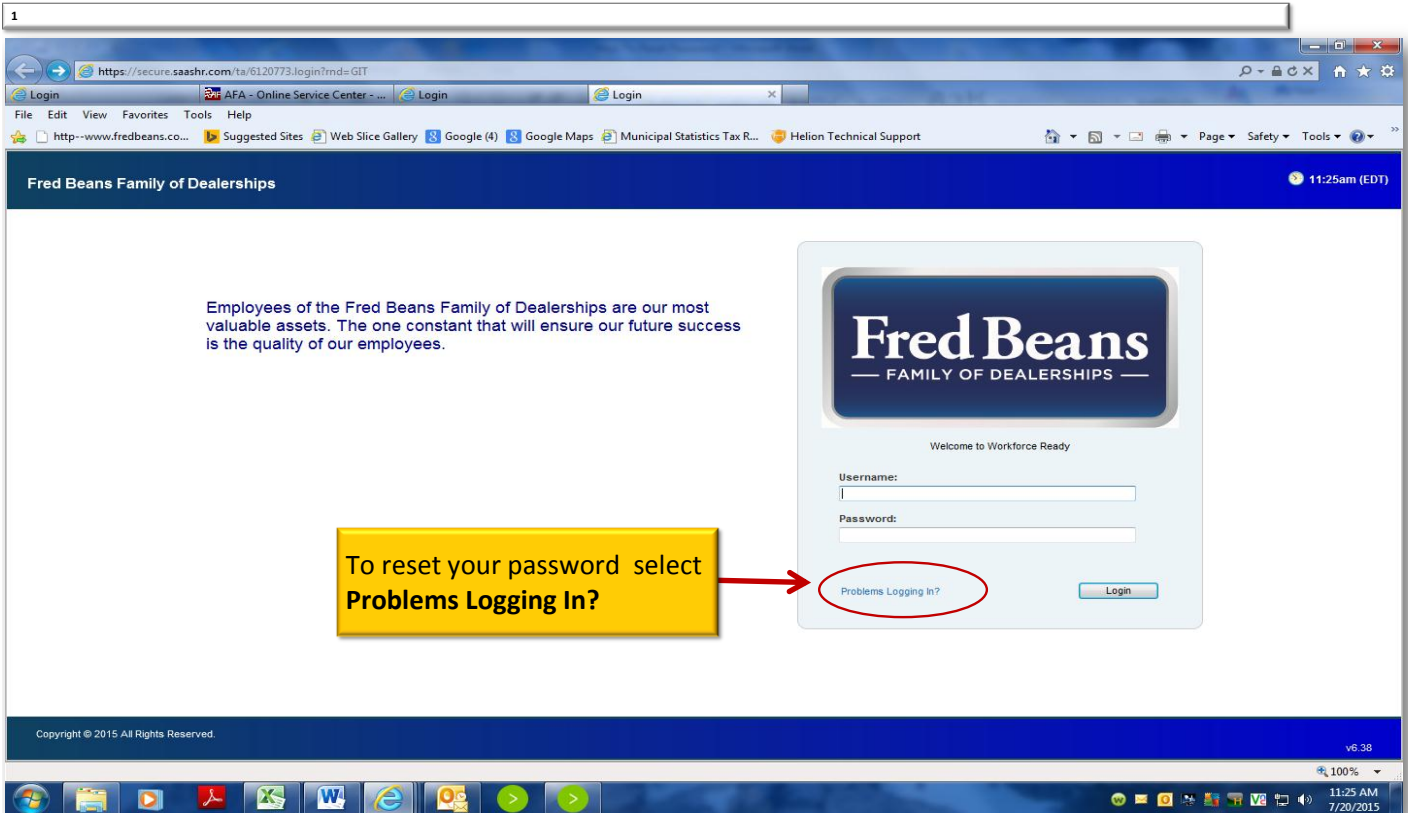 1
https://secure.saashr.com/ta/6120773.login?rnd=GIT
Login AFA - Online Service Center - ... Login Login
File Edit View Favorites Tools Help
http--www.fredbeans.co... Suggested Sites Web Slice Gallery Google (4) Google Maps Municipal Statistics Tax R... Helion Technical Support Page Safety Tools
Fred Beans Family of Dealerships
11:25am (EDT)
Employees of the Fred Beans Family of Dealerships are our most
valuable assets. The one constant that will ensure our future success
is the quality of our employees.
Fred Beans
FAMILY OF DEALERSHIPS
Welcome to Workforce Ready
Username:
Password:
To reset your password select
Problems Logging In?
Problems Logging In?
Login
Copyright © 2015 All Rights Reserved.
v6.38
100%
11:25 AM
7/20/2015